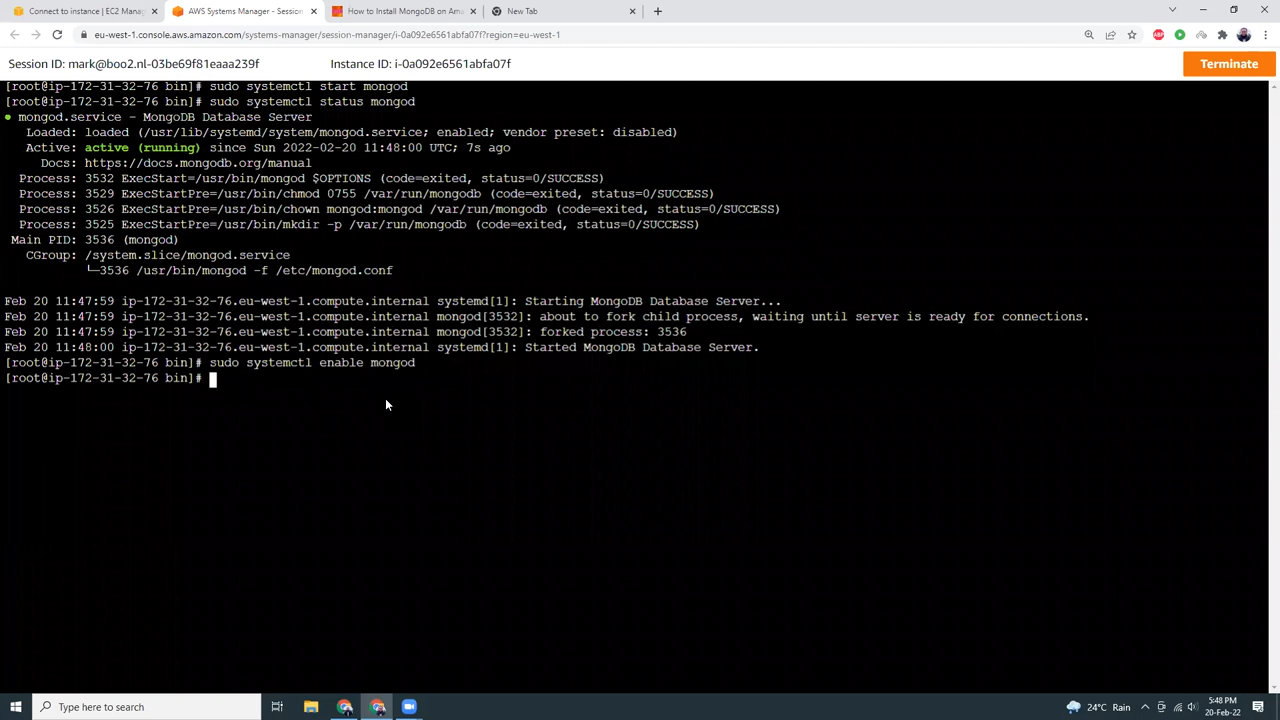 Connect to instance | EC2 Manag
AWS Systems Manager - Session
How to Install MongoDB on Ama
New Tab
eu-west-1.console.aws.amazon.com/systems-manager/session-manager/i-0a092e6561abfa07f?region=eu-west-1
Session ID: mark@boo2.nl-03be69f81eaaa239f
Instance ID: i-0a092e6561abfa07f
Terminate
[root@ip-172-31-32-76 bin]# sudo systemctl start mongod
[root@ip-172-31-32-76 bin]# sudo systemctl status mongod
● mongod.service - MongoDB Database Server
Loaded: loaded (/usr/lib/systemd/system/mongod.service; enabled; vendor preset: disabled)
Active: active (running) since Sun 2022-02-20 11:48:00 UTC; 7s ago
Docs: https://docs.mongodb.org/manual
Process: 3532 ExecStart=/usr/bin/mongod $OPTIONS (code=exited, status=0/SUCCESS)
Process: 3529 ExecStartPre=/usr/bin/chmod 0755 /var/run/mongodb (code=exited, status=0/SUCCESS)
Process: 3526 ExecStartPre=/usr/bin/chown mongod:mongod /var/run/mongodb (code=exited, status=0/SUCCESS)
Process: 3525 ExecStartPre=/usr/bin/mkdir -p /var/run/mongodb (code=exited, status=0/SUCCESS)
Main PID: 3536 (mongod)
CGroup: /system.slice/mongod.service
└─3536 /usr/bin/mongod -f /etc/mongod.conf
Feb 20 11:47:59 ip-172-31-32-76.eu-west-1.compute.internal systemd[1]: Starting MongoDB Database Server...
Feb 20 11:47:59 ip-172-31-32-76.eu-west-1.compute.internal mongod[3532]: about to fork child process, waiting until server is ready for connections.
Feb 20 11:47:59 ip-172-31-32-76.eu-west-1.compute.internal mongod[3532]: forked process: 3536
Feb 20 11:48:00 ip-172-31-32-76.eu-west-1.compute.internal systemd[1]: Started MongoDB Database Server.
[root@ip-172-31-32-76 bin]# sudo systemctl enable mongod
[root@ip-172-31-32-76 bin]#
Type here to search
24°C Rain
5:48 PM
20-Feb-22